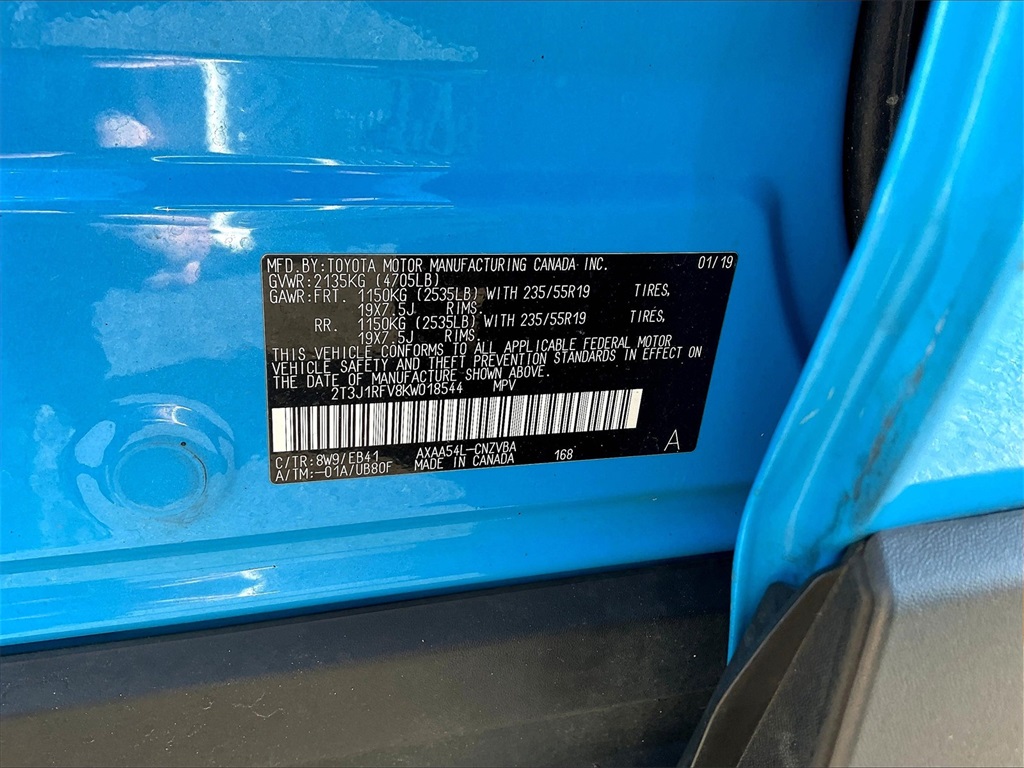 MFD.BY:TOYOTA MOTOR MANUFACTURING CANADA INC. 01/19
GVWR:2135KG (4705LB)
GAWR:FRT. 1150KG (2535LB) WITH 235/55R19 TIRES,
19X7.5J RIMS.
RR. 1150KG (2535LB) WITH 235/55R19 TIRES,
19X7.5J RIMS.
THIS VEHICLE CONFORMS TO ALL APPLICABLE FEDERAL MOTOR
VEHICLE SAFETY AND THEFT PREVENTION STANDARDS IN EFFECT ON
THE DATE OF MANUFACTURE SHOWN ABOVE.
2T3J1RFV8KW018544 MPV
C/TR:8W9/EB41 AXAA54L-CNZVBA 168 A
A/TM:-01A/UB80F MADE IN CANADA